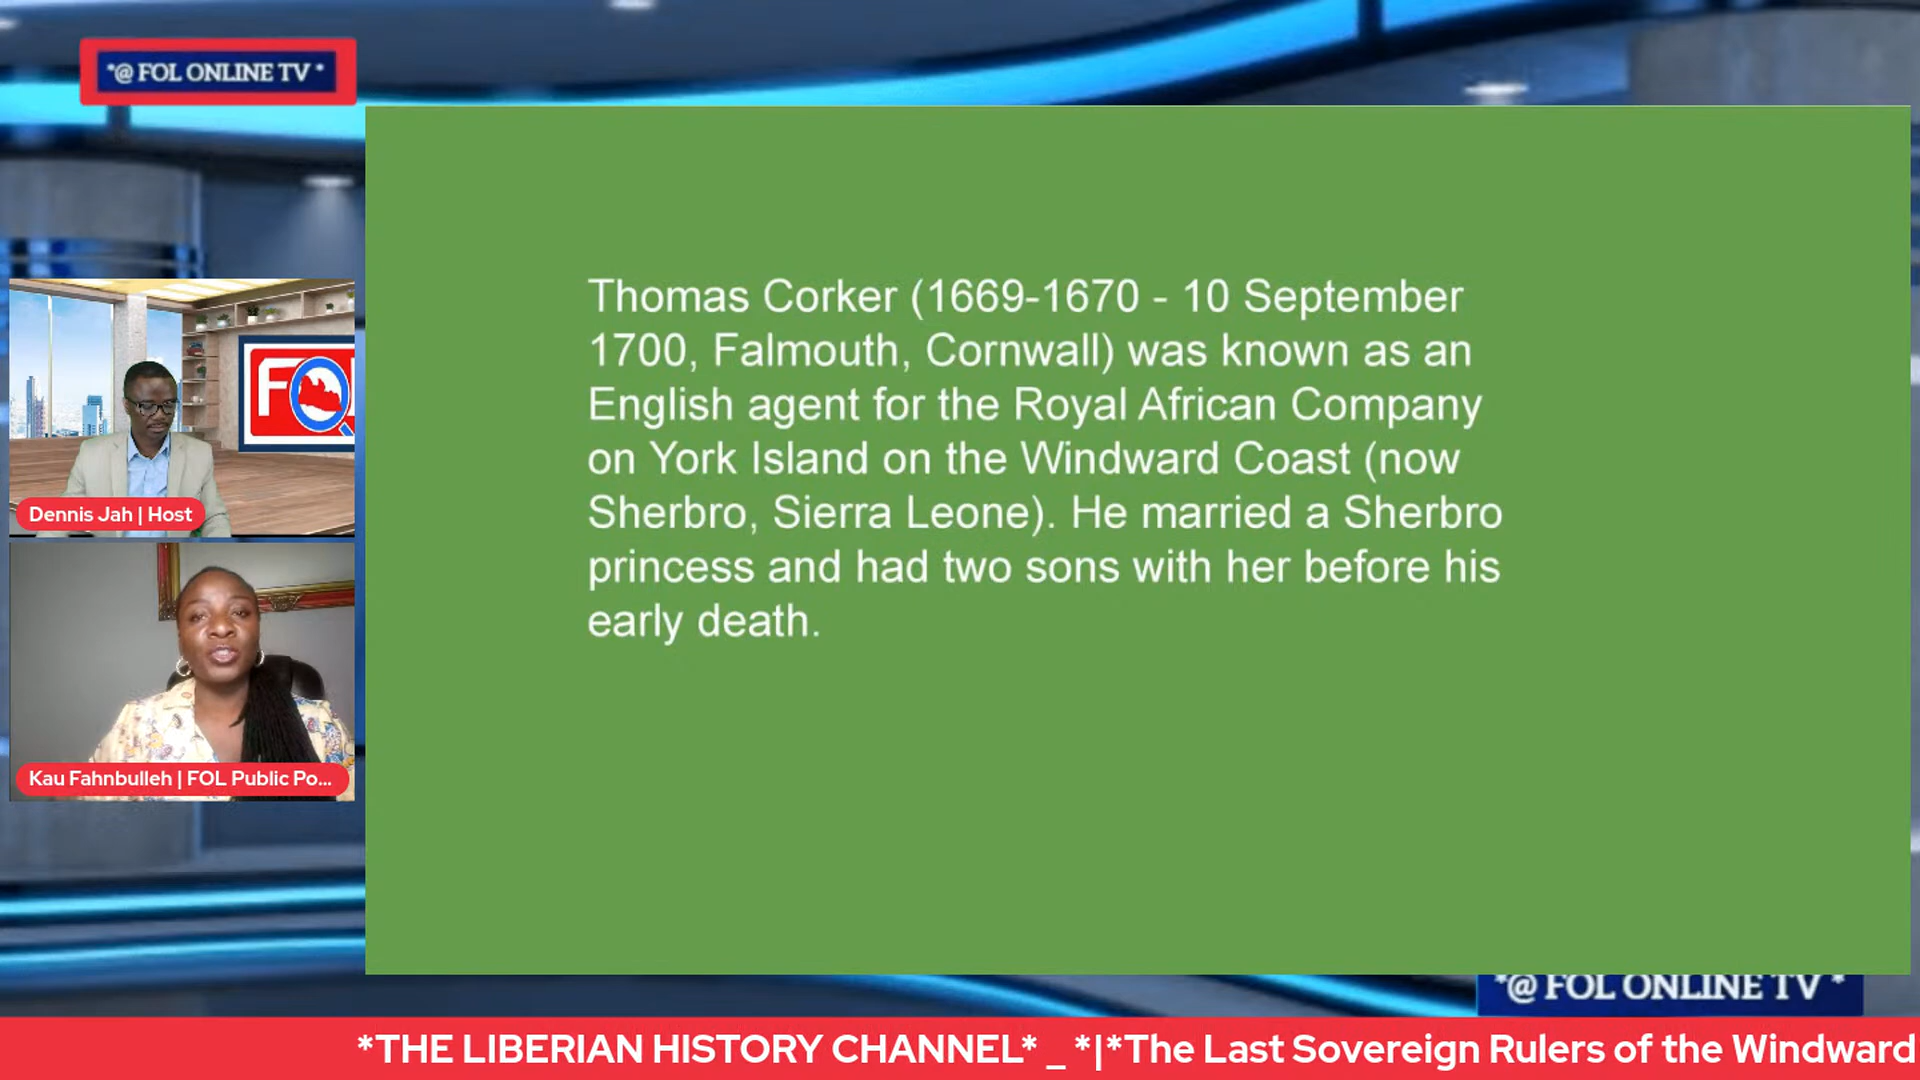 *@ FOL ONLINE TV *
Thomas Corker (1669-1670 - 10 September
1700, Falmouth, Cornwall) was known as an
English agent for the Royal African Company
on York Island on the Windward Coast (now
Sherbro, Sierra Leone). He married a Sherbro
princess and had two sons with her before his
early death.
Dennis Jah | Host
Kau Fahnbulleh | FOL Public Po...
*@ FOL ONLINE TV *
*THE LIBERIAN HISTORY CHANNEL* _ *|*The Last Sovereign Rulers of the Windward